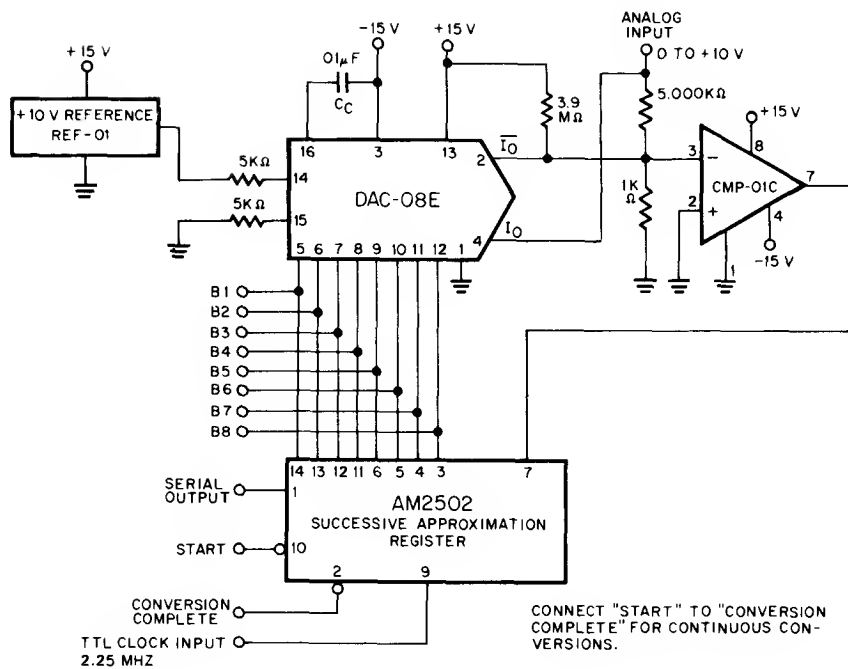 +15 V
+10 V REFERENCE
REF-01
-15 V
+15 V
01µF
CC
16
3
13
3.9
MΩ
ANALOG
INPUT
0 TO +10 V
5.000KΩ
+15 V
8
5KΩ
14
5KΩ
15
DAC-08E
2
I0
4
I0
3
−
CMP-01C
7
2
+
1KΩ
4
-15 V
1
5 6 7 8 9 10 11 12 1
B1
B2
B3
B4
B5
B6
B7
B8
14 13 12 11 6 5 4 3
7
SERIAL
OUTPUT
1
AM2502
SUCCESSIVE APPROXIMATION
REGISTER
START
10
2
9
CONVERSION
COMPLETE
TTL CLOCK INPUT
2.25 MHZ
CONNECT "START" TO "CONVERSION
COMPLETE" FOR CONTINUOUS CON-
VERSIONS.